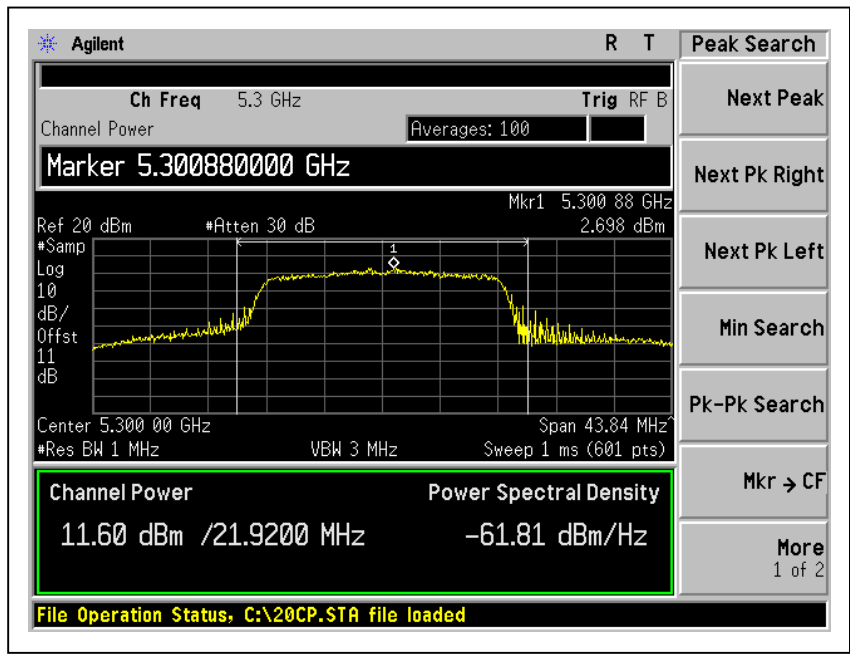 Agilent R T Peak Search
Ch Freq 5.3 GHz Trig RF B
Channel Power Averages: 100
Marker 5.300880000 GHz
Mkr1 5.300 88 GHz
Ref 20 dBm #Atten 30 dB 2.698 dBm
#Samp
Log
10
dB/
Offst
11
dB
1
Center 5.300 00 GHz Span 43.84 MHz^
#Res BW 1 MHz VBW 3 MHz Sweep 1 ms (601 pts)
Channel Power Power Spectral Density
11.60 dBm /21.9200 MHz -61.81 dBm/Hz
File Operation Status, C:\20CP.STA file loaded
Next Peak
Next Pk Right
Next Pk Left
Min Search
Pk-Pk Search
Mkr → CF
More
1 of 2